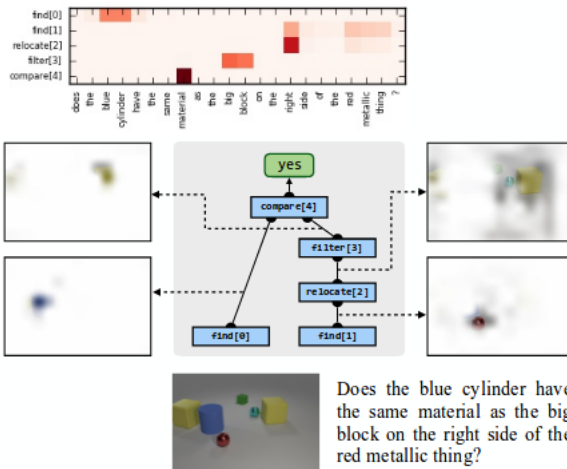 find[0]
find[1]
relocate[2]
filter[3]
compare[4]
does
the
blue
cylinder
have
the
same
material
as
the
big
block
on
the
right
side
of
the
red
metallic
thing
?
yes
compare[4]
filter[3]
relocate[2]
find[0]
find[1]
Does the blue cylinder have
the same material as the big
block on the right side of the
red metallic thing?